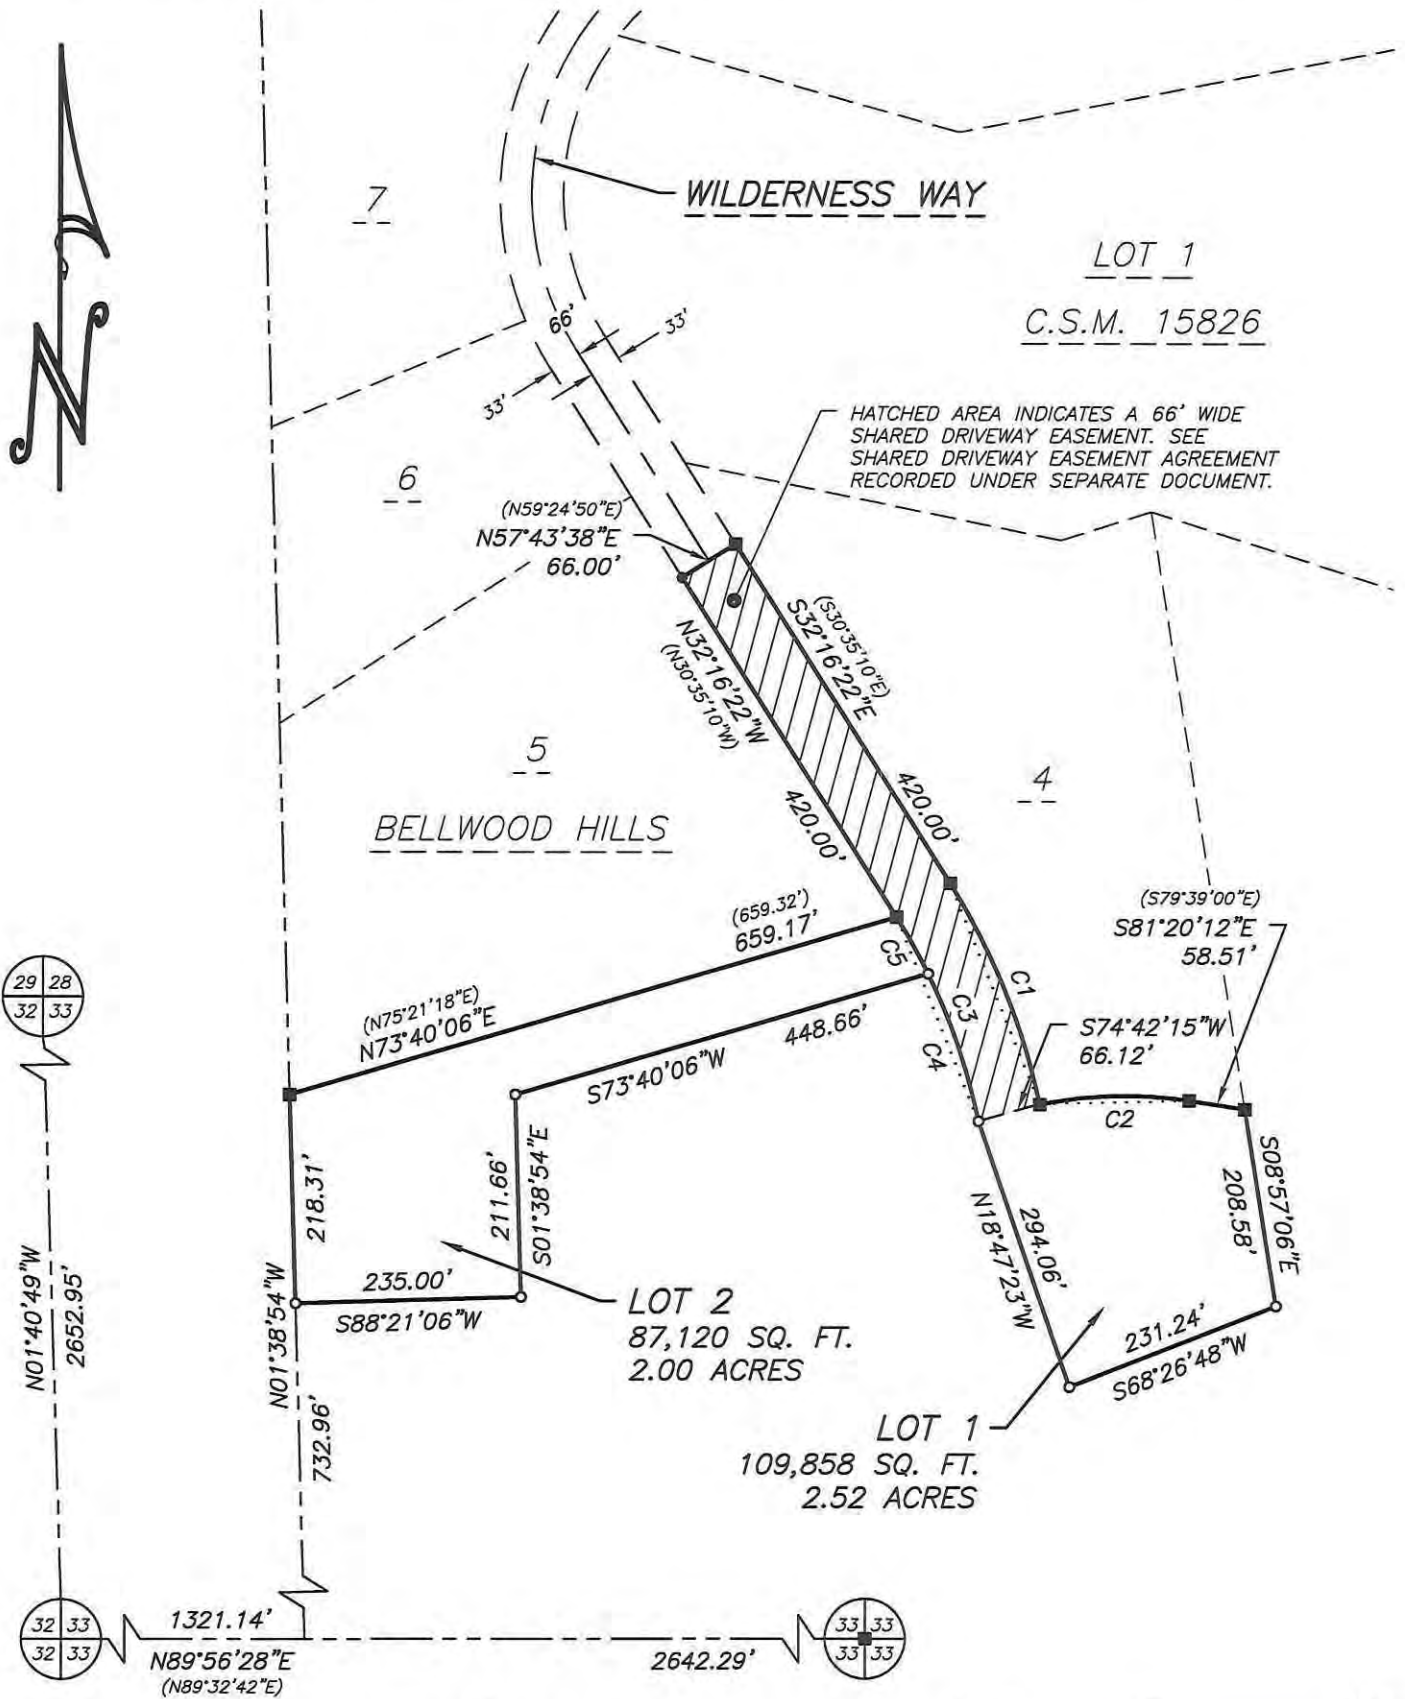 7
WILDERNESS WAY
LOT 1
C.S.M. 15826
66'
33'
33'
HATCHED AREA INDICATES A 66' WIDE
SHARED DRIVEWAY EASEMENT. SEE
SHARED DRIVEWAY EASEMENT AGREEMENT
RECORDED UNDER SEPARATE DOCUMENT.
N
6
(N59°24'50"E)
N57°43'38"E
66.00'
(S30°35'10"E)
S32°16'22"E
420.00'
N32°16'22"W
(N30°35'10"W)
420.00'
5
BELLWOOD HILLS
4
(659.32')
659.17'
(N75°21'18"E)
N73°40'06"E
(S79°39'00"E)
S81°20'12"E
58.51'
C5
C3
C1
C4
448.66'
S73°40'06"W
S74°42'15"W
66.12'
C2
29 28
32 33
218.31'
211.66'
S01°38'54"E
S08°57'06"E
208.58'
235.00'
S88°21'06"W
N18°47'23"W
294.06'
N01°40'49"W
2652.95'
N01°38'54"W
732.96'
LOT 2
87,120 SQ. FT.
2.00 ACRES
231.24'
S68°26'48"W
LOT 1
109,858 SQ. FT.
2.52 ACRES
32 33
32 33
1321.14'
N89°56'28"E
(N89°32'42"E)
2642.29'
33 33
33 33